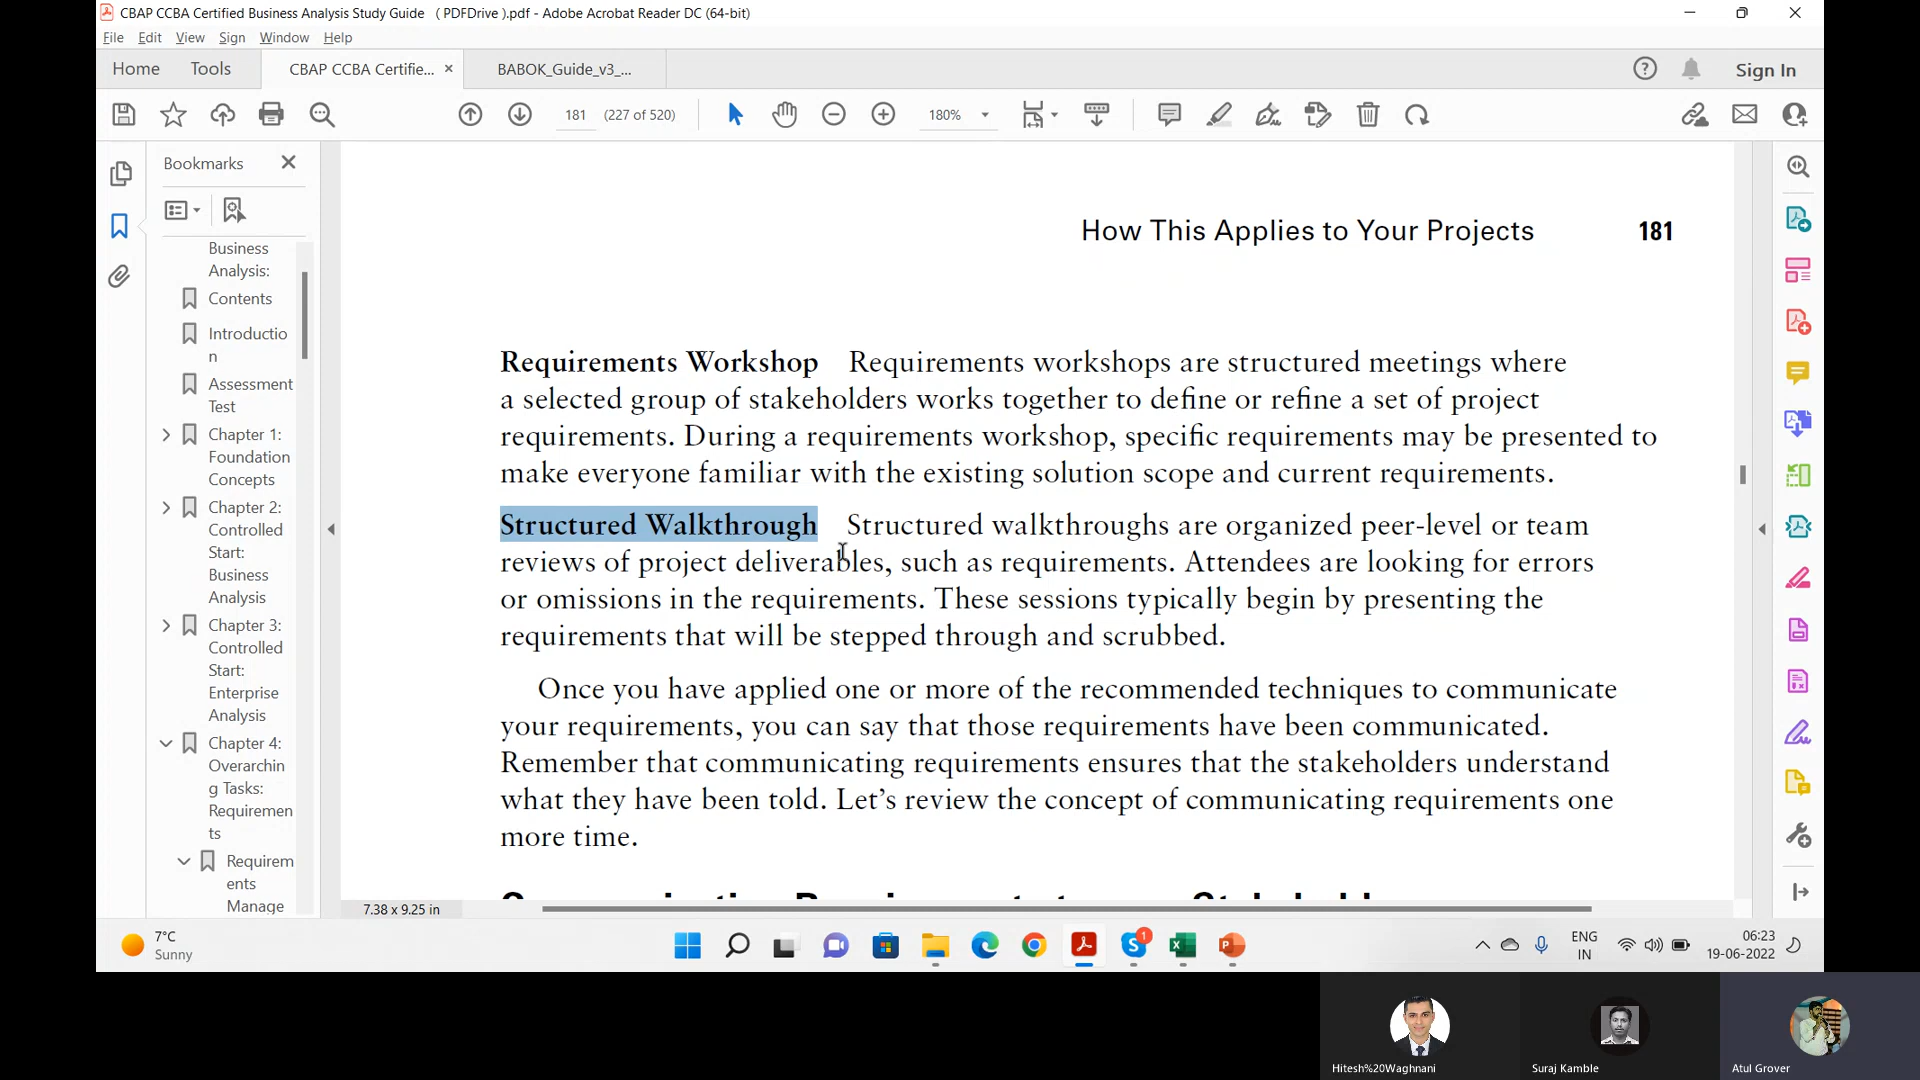 CBAP CCBA Certified Business Analysis Study Guide ( PDFDrive ).pdf - Adobe Acrobat Reader DC (64-bit)
File Edit View Sign Window Help
Home Tools CBAP CCBA Certifie... × BABOK_Guide_v3_... Sign In
181 (227 of 520) 180%
Bookmarks
Business
Analysis:
Contents
Introductio
n
Assessment
Test
Chapter 1:
Foundation
Concepts
Chapter 2:
Controlled
Start:
Business
Analysis
Chapter 3:
Controlled
Start:
Enterprise
Analysis
Chapter 4:
Overarchin
g Tasks:
Requiremen
ts
Requirem
ents
Manage
How This Applies to Your Projects 181
Requirements Workshop Requirements workshops are structured meetings where
a selected group of stakeholders works together to define or refine a set of project
requirements. During a requirements workshop, specific requirements may be presented to
make everyone familiar with the existing solution scope and current requirements.
Structured Walkthrough Structured walkthroughs are organized peer-level or team
reviews of project deliverables, such as requirements. Attendees are looking for errors
or omissions in the requirements. These sessions typically begin by presenting the
requirements that will be stepped through and scrubbed.
Once you have applied one or more of the recommended techniques to communicate
your requirements, you can say that those requirements have been communicated.
Remember that communicating requirements ensures that the stakeholders understand
what they have been told. Let’s review the concept of communicating requirements one
more time.
7.38 x 9.25 in
7°C
Sunny
1
ENG
IN
06:23
19-06-2022
Hitesh%20Waghnani
Suraj Kamble
Atul Grover